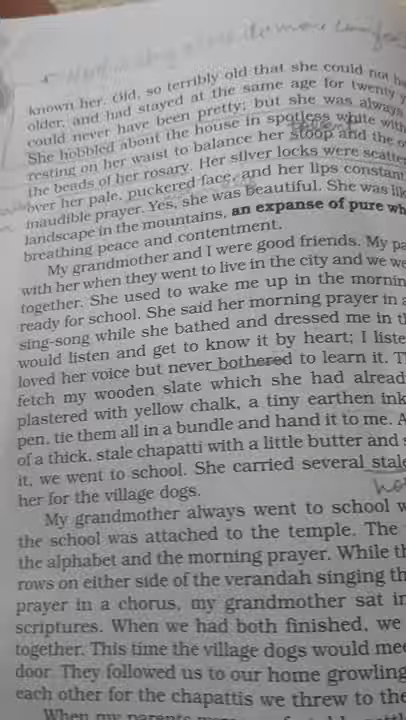 to more comfor
known her. Old, so terribly old that she could not
older, and had stayed at the same age for twenty
could never have been pretty; but she was always
She hobbled about the house in spotless white with
resting on her waist to balance her stoop and the
the beads of her rosary. Her silver locks were scatte
over her pale, puckered face, and her lips constant
inaudible prayer. Yes, she was beautiful. She was
landscape in the mountains, an expanse of pure wh
breathing peace and contentment.
My grandmother and I were good friends. My pa
with her when they went to live in the city and we we
together. She used to wake me up in the mornin
ready for school. She said her morning prayer in a
sing-song while she bathed and dressed me in th
would listen and get to know it by heart; I liste
loved her voice but never bothered to learn it. T
fetch my wooden slate which she had alread
plastered with yellow chalk, a tiny earthen ink
pen, tie them all in a bundle and hand it to me. A
of a thick, stale chapatti with a little butter and s
it, we went to school. She carried several stale
her for the village dogs.
My grandmother always went to school w
the school was attached to the temple. The
the alphabet and the morning prayer. While th
rows on either side of the verandah singing th
prayer in a chorus, my grandmother sat in
scriptures. When we had both finished, we
together. This time the village dogs would mee
door. They followed us to our home growling
each other for the chapattis we threw to the
When my parents